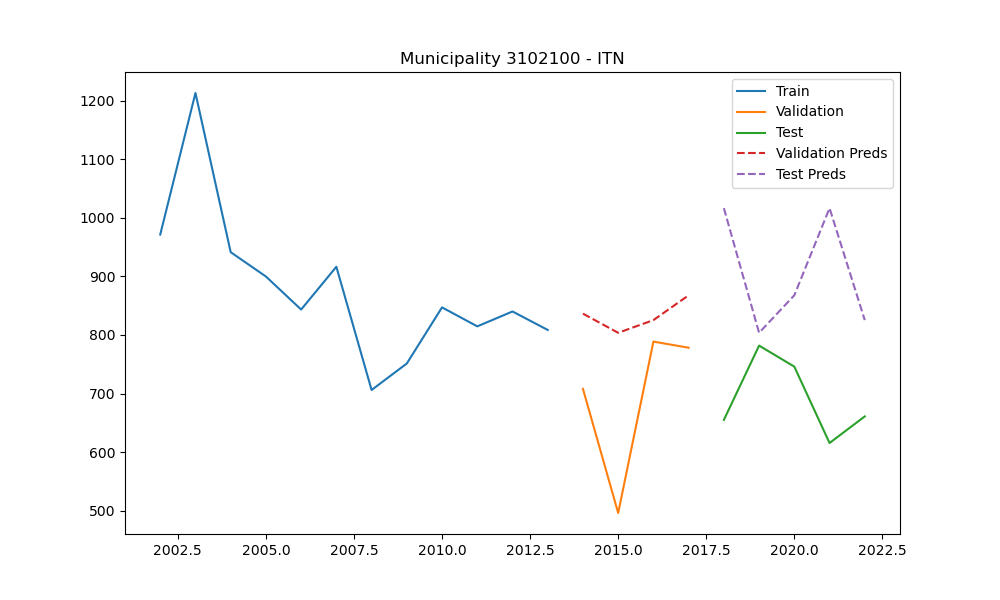 Municipality 3102100 - ITN
1200
1100
1000
900
800
700
600
500
Train
Validation
Test
Validation Preds
Test Preds
2002.5 2005.0 2007.5 2010.0 2012.5 2015.0 2017.5 2020.0 2022.5